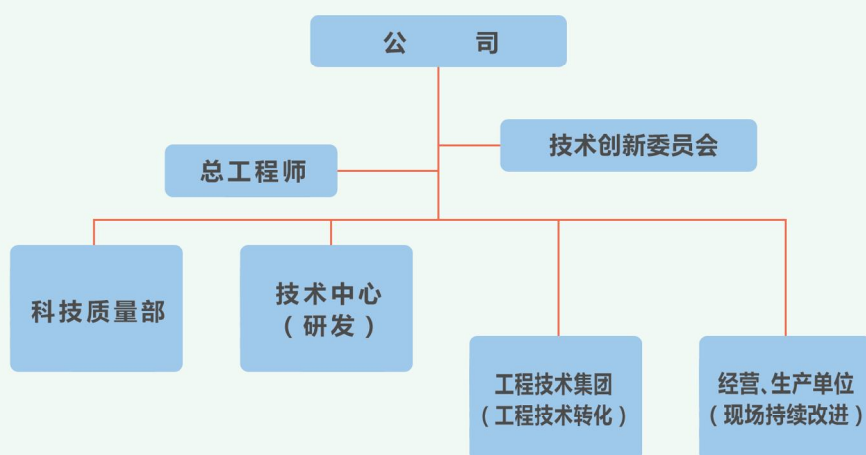 公 司
技术创新委员会
总工程师
科技质量部
技术中心
（研发）
工程技术集团
（工程技术转化）
经营、生产单位
（现场持续改进）